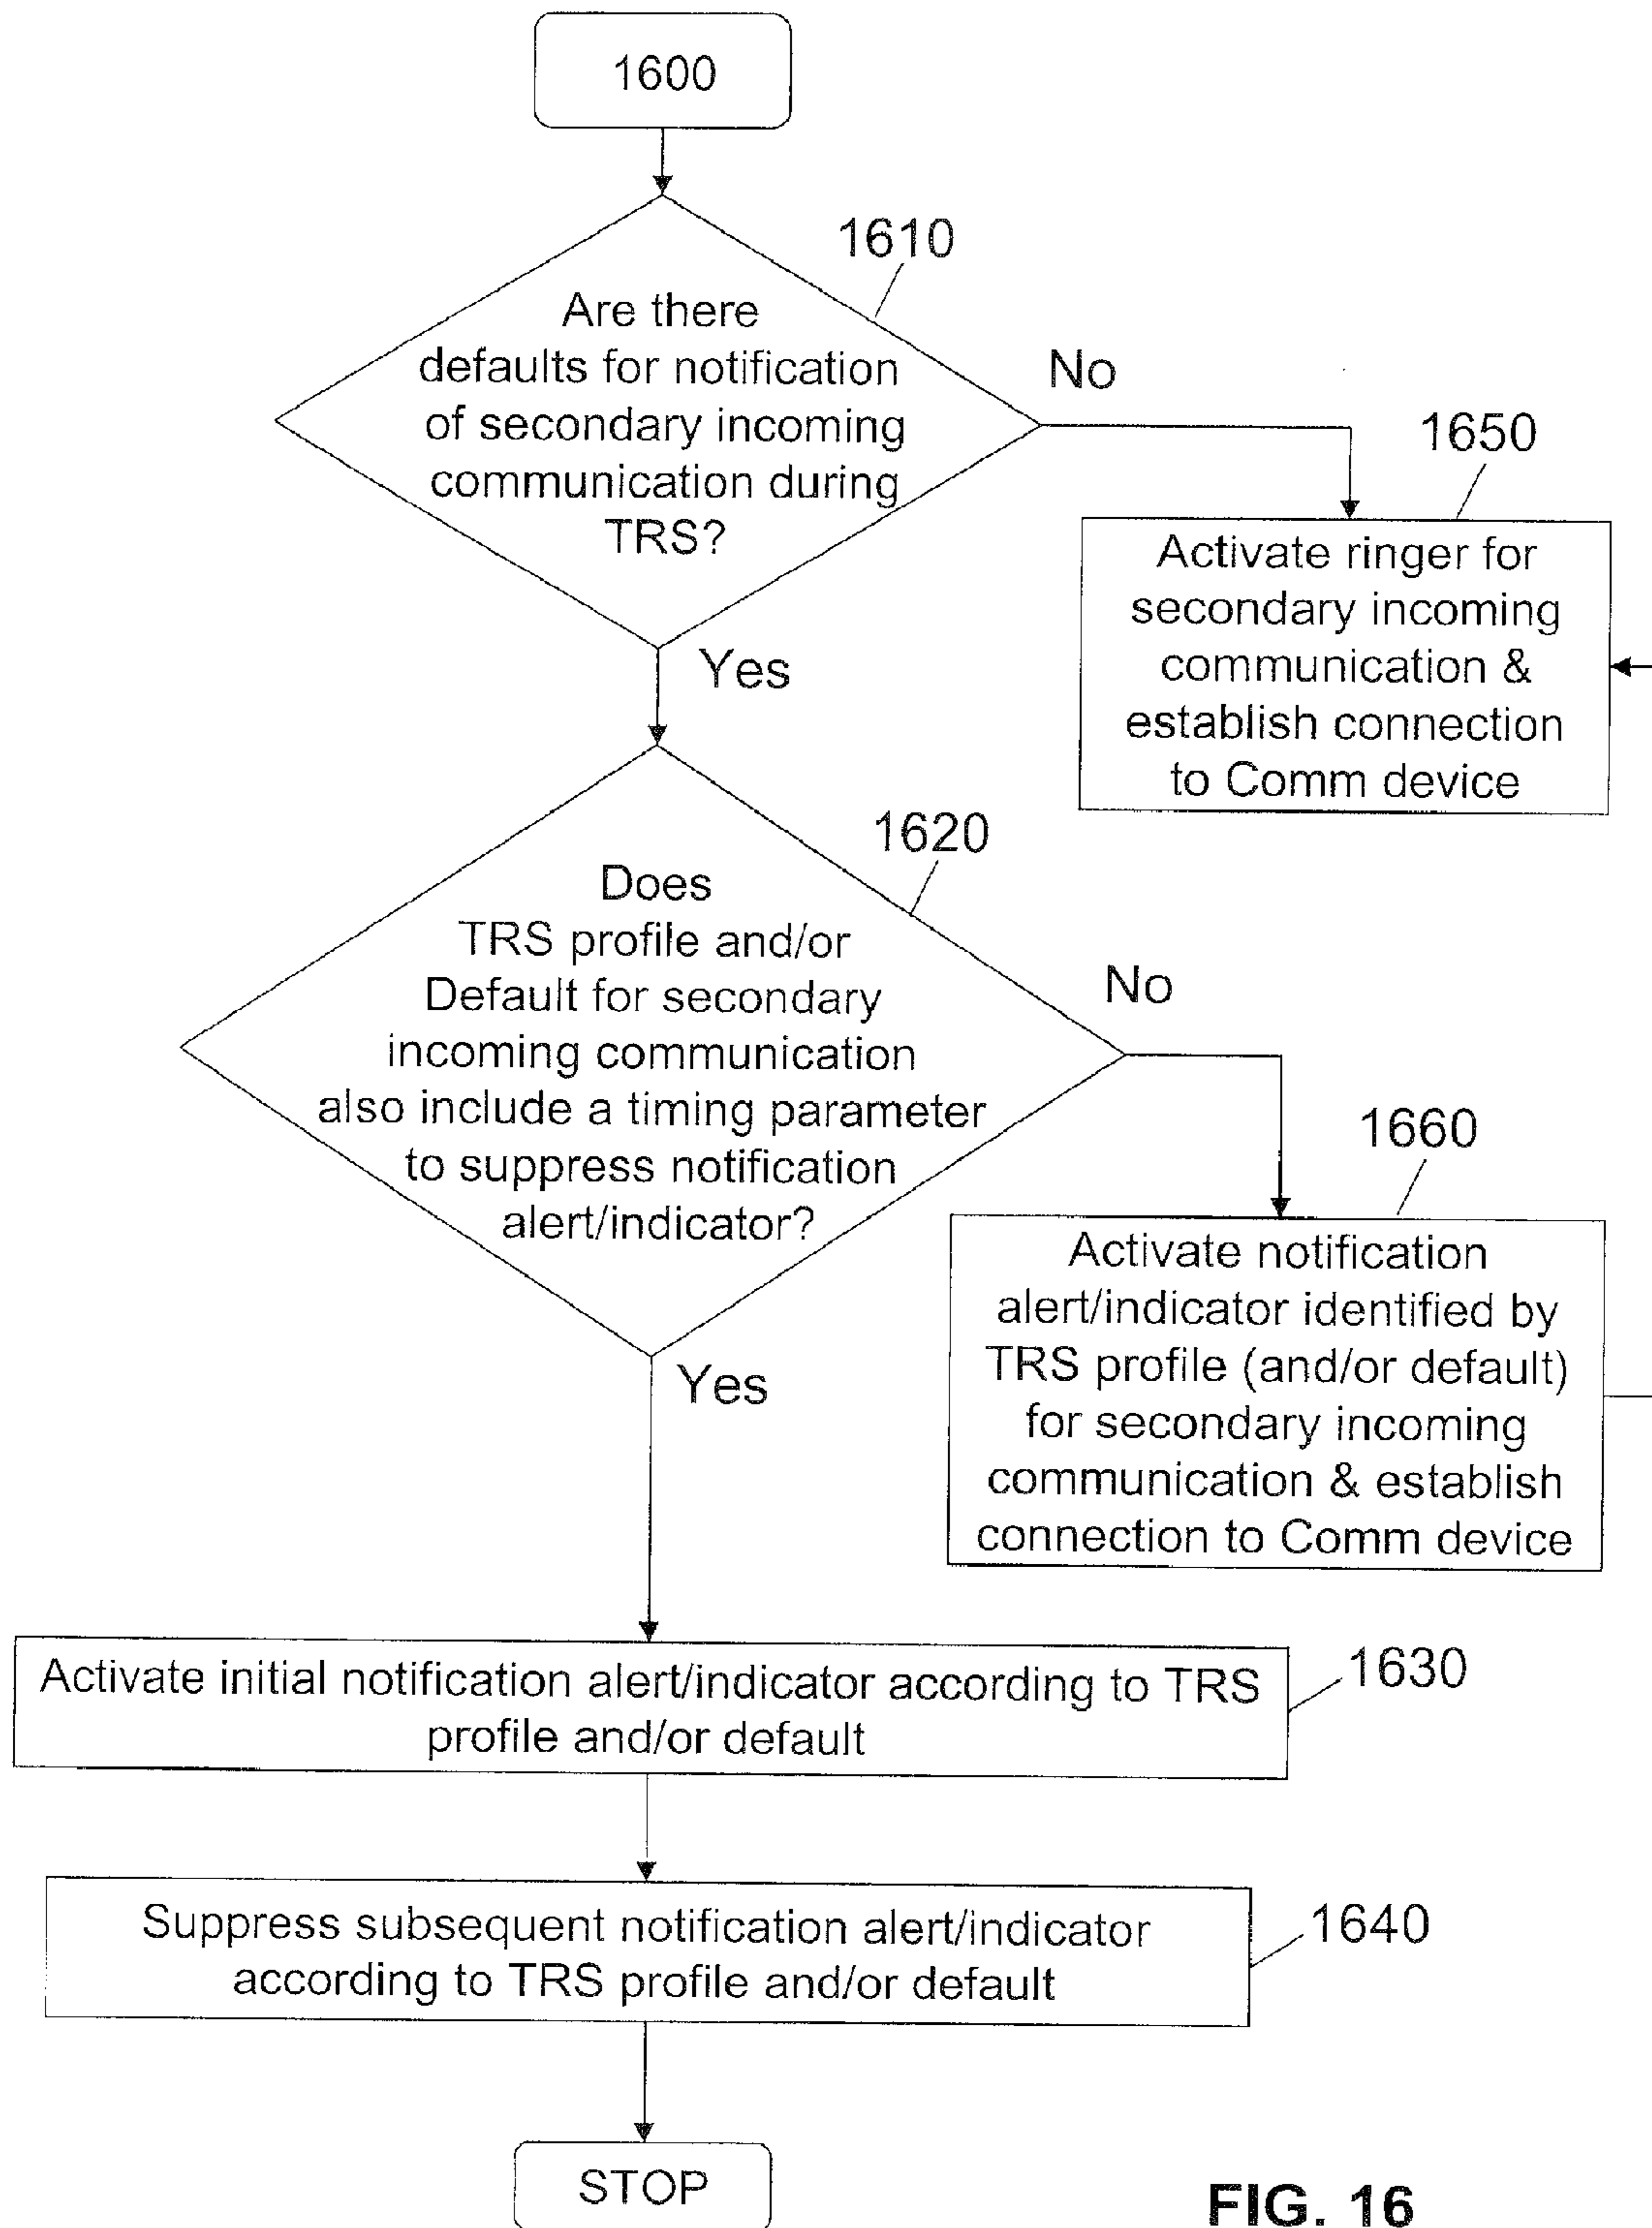 1600
1610
Are there
defaults for notification
of secondary incoming
communication during
TRS?
No
Yes
1650
Activate ringer for
secondary incoming
communication &
establish connection
to Comm device
1620
Does
TRS profile and/or
Default for secondary
incoming communication
also include a timing parameter
to suppress notification
alert/indicator?
No
Yes
1660
Activate notification
alert/indicator identified by
TRS profile (and/or default)
for secondary incoming
communication & establish
connection to Comm device
Activate initial notification alert/indicator according to TRS
profile and/or default
1630
Suppress subsequent notification alert/indicator
according to TRS profile and/or default
1640
STOP
FIG. 16